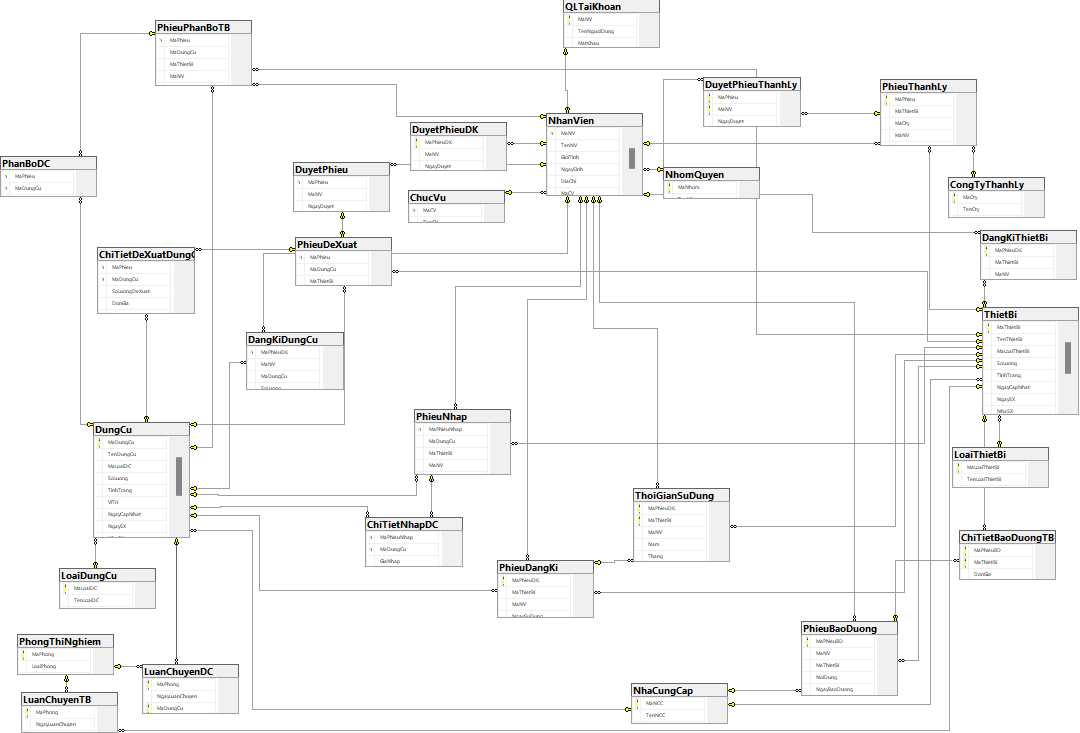 QLTaiKhoan
MaNV
TenNguoiDung
MatKhau
PhieuPhanBoTB
MaPhieu
MaDungCu
MaThietBi
MaNV
DuyetPhieuThanhLy
MaPhieu
MaNV
NgayDuyet
PhieuThanhLy
MaPhieu
MaThietBi
MaCty
MaNV
NhanVien
MaNV
TenNV
GioiTinh
NgaySinh
DiaChi
MaCV
DuyetPhieuDK
MaPhieuDK
MaNV
NgayDuyet
PhanBoDC
MaPhieu
MaDungCu
DuyetPhieu
MaPhieu
MaNV
NgayDuyet
NhomQuyen
MaNhom
CongTyThanhLy
MaCty
TenCty
ChucVu
MaCV
DangKiThietBi
MaPhieuDK
MaThietBi
MaNV
PhieuDeXuat
MaPhieu
MaDungCu
MaThietBi
ChiTietDeXuatDungC
MaPhieu
MaDungCu
SoLuongDeXuat
DonGia
ThietBi
MaThietBi
TenThietBi
MaLoaiThietBi
SoLuong
TinhTrang
NgayCapNhat
NgaySX
NhaSX
DangKiDungCu
MaPhieuDK
MaNV
MaDungCu
SoLuong
PhieuNhap
MaPhieuNhap
MaDungCu
MaThietBi
MaNV
DungCu
MaDungCu
TenDungCu
MaLoaiDC
SoLuong
TinhTrang
ViTri
NgayCapNhat
NgaySX
LoaiThietBi
MaLoaiThietBi
TenLoaiThietBi
ThoiGianSuDung
MaPhieuDK
MaThietBi
MaNV
Nam
Thang
ChiTietNhapDC
MaPhieuNhap
MaDungCu
GiaNhap
ChiTietBaoDuongTB
MaPhieuBD
MaThietBi
DonGia
PhieuDangKi
MaPhieuDK
MaThietBi
MaNV
NgaySuDung
LoaiDungCu
MaLoaiDC
TenLoaiDC
PhieuBaoDuong
MaPhieuBD
MaNV
MaThietBi
NoiDung
NgayBaoDuong
PhongThiNghiem
MaPhong
LoaiPhong
LuanChuyenDC
MaPhong
NgayLuanChuyen
MaDungCu
NhaCungCap
MaNCC
TenNCC
LuanChuyenTB
MaPhong
NgayLuanChuyen